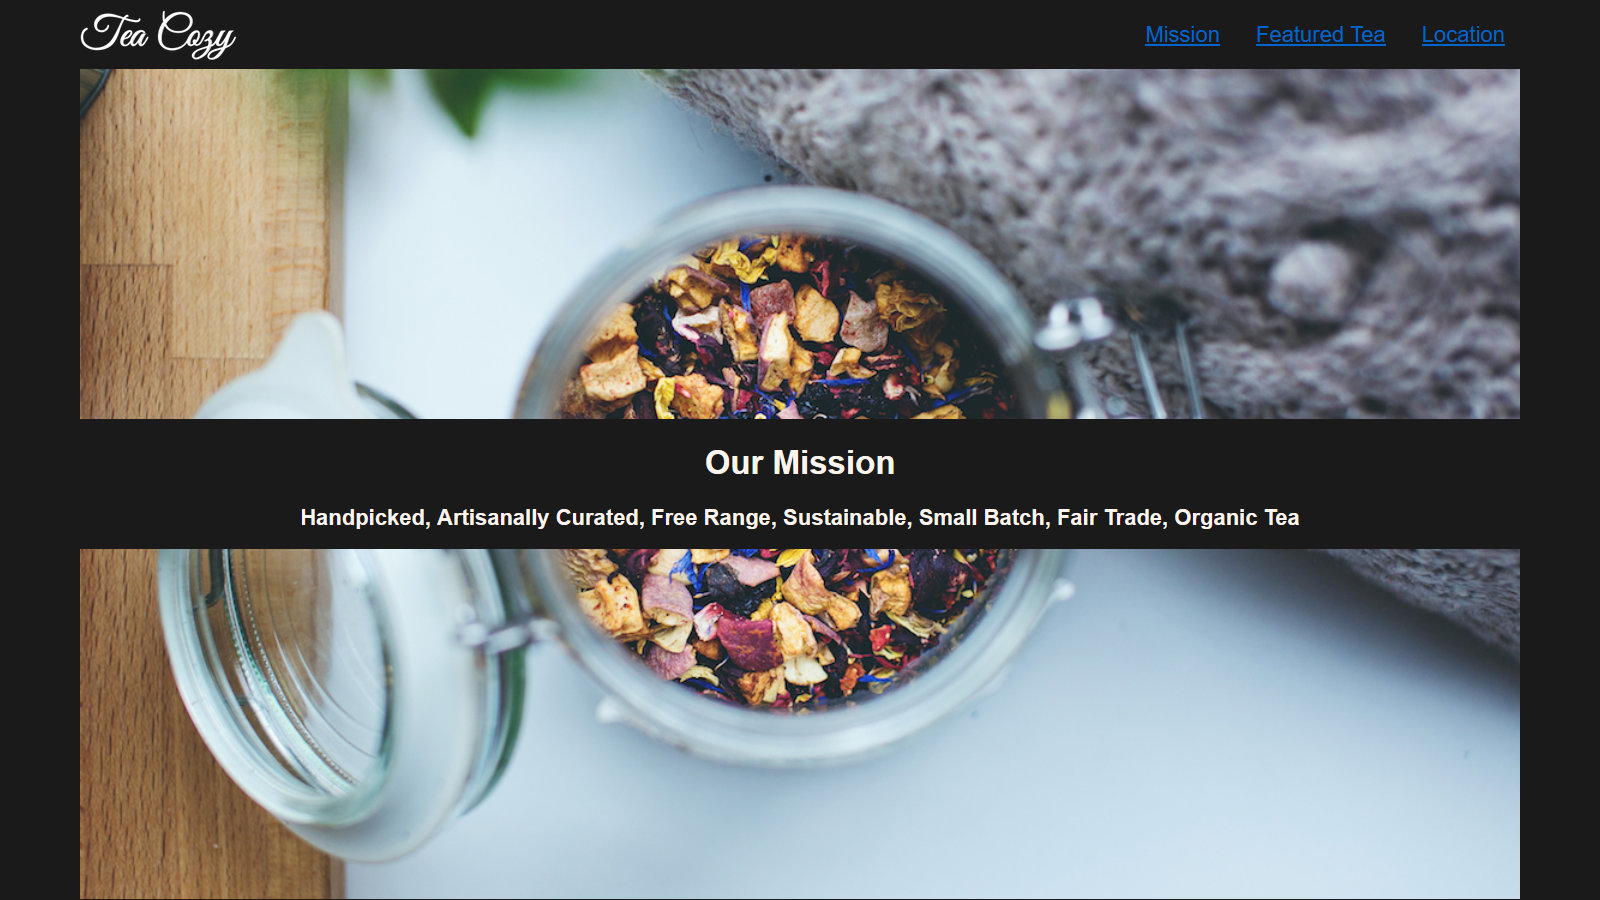 Tea Cozy
Mission
Featured Tea
Location
Our Mission
Handpicked, Artisanally Curated, Free Range, Sustainable, Small Batch, Fair Trade, Organic Tea